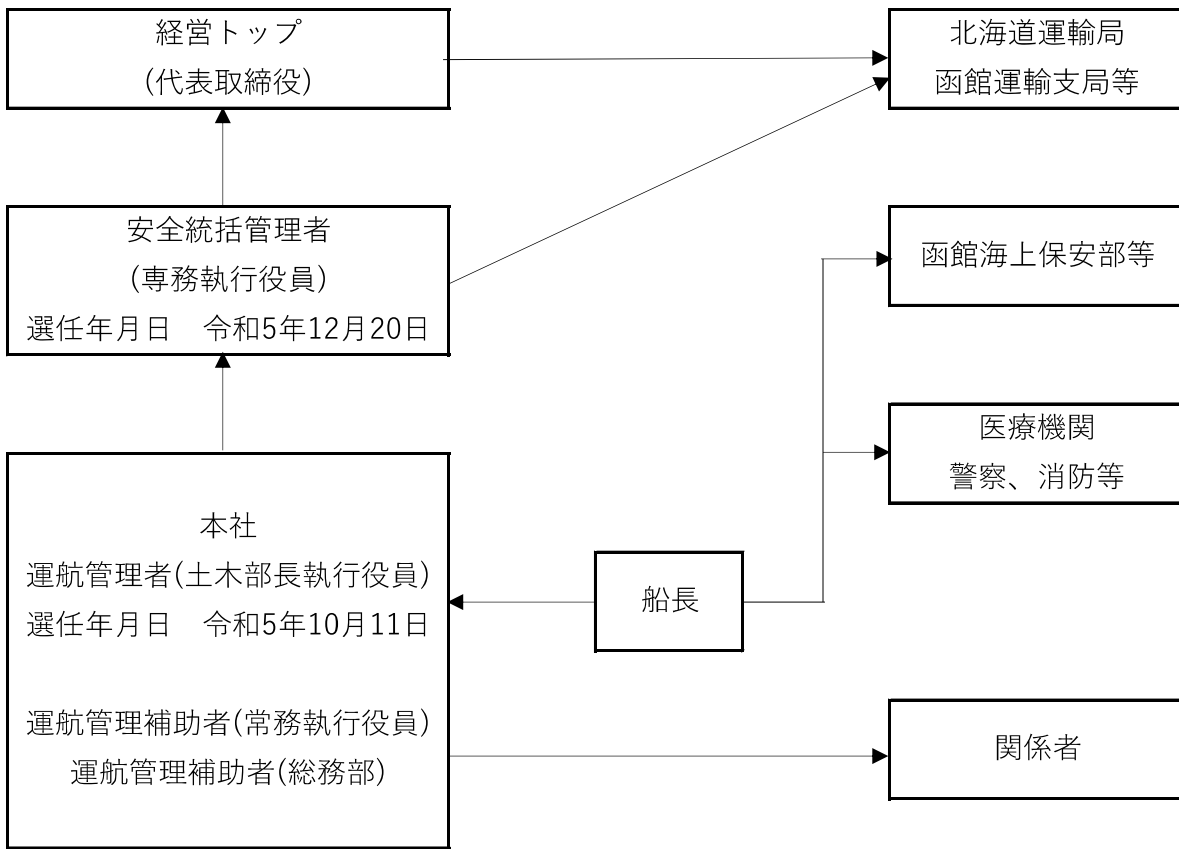 経営トップ
(代表取締役)
北海道運輸局
函館運輸支局等
安全統括管理者
(専務執行役員)
選任年月日　令和5年12月20日
函館海上保安部等
医療機関
警察、消防等
本社
運航管理者(土木部長執行役員)
選任年月日　令和5年10月11日
運航管理補助者(常務執行役員)
運航管理補助者(総務部)
船長
関係者